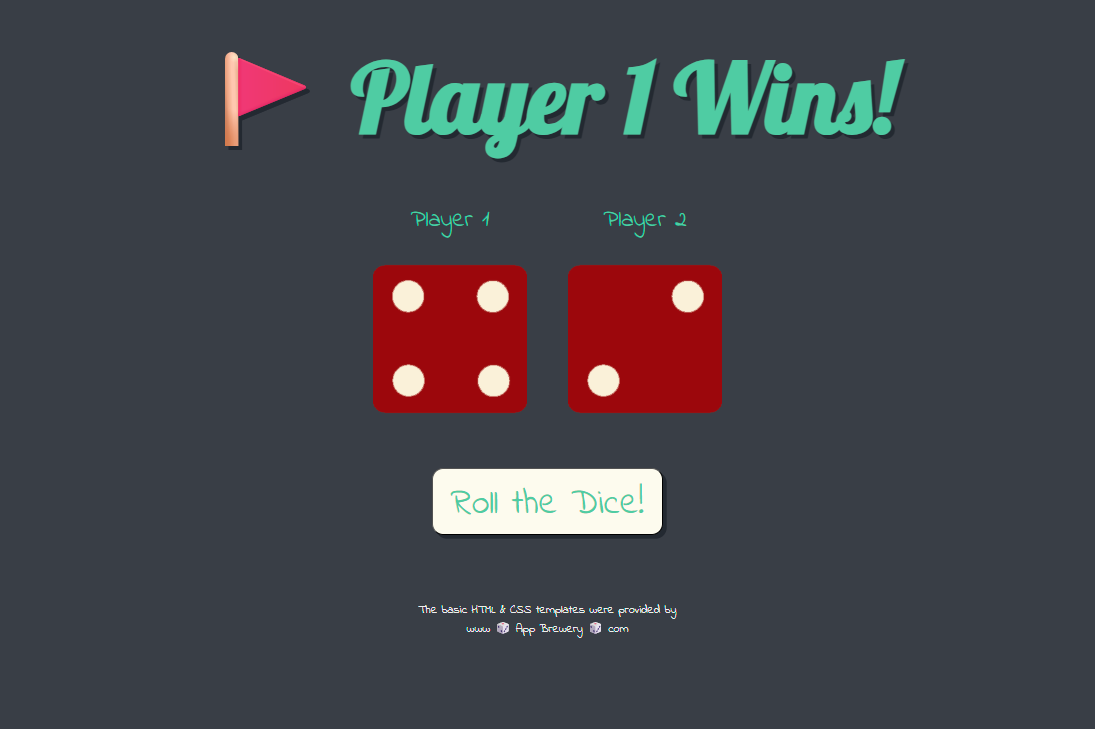 🚩 Player 1 Wins!
Player 1 Player 2
Roll the Dice!
The basic HTML & CSS templates were provided by
www 🎲 App Brewery 🎲 com